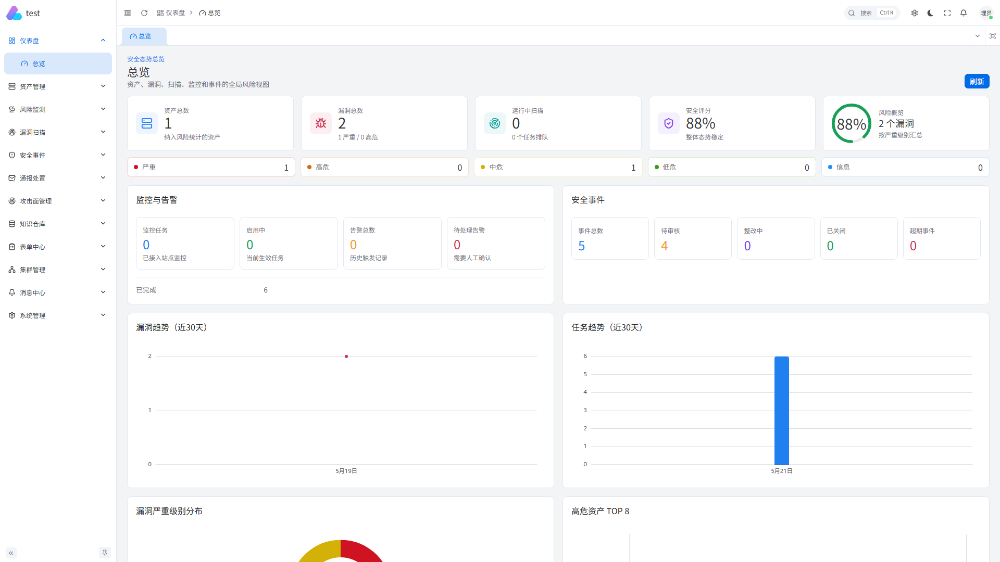 test
仪表盘
总览
资产管理
风险监测
漏洞扫描
安全事件
通报处置
攻击面管理
知识仓库
表单中心
集群管理
消息中心
系统管理
仪表盘 总览
搜索 Ctrl K
理员
总览
安全态势总览
总览
资产、漏洞、扫描、监控和事件的全局风险视图
刷新
资产总数
1
纳入风险统计的资产
漏洞总数
2
1 严重 / 0 高危
运行中扫描
0
0 个任务排队
安全评分
88%
整体态势稳定
88%
风险概览
2 个漏洞
按严重级别汇总
严重 1
高危 0
中危 1
低危 0
信息 0
监控与告警
监控任务
0
已接入站点监控
启用中
0
当前生效任务
告警总数
0
历史触发记录
待处理告警
0
需要人工确认
已完成 6
安全事件
事件总数
5
待审核
4
整改中
0
已关闭
0
超期事件
0
漏洞趋势（近30天）
2
1
0
5月19日
任务趋势（近30天）
6
5
4
3
2
1
0
5月21日
漏洞严重级别分布
高危资产 TOP 8